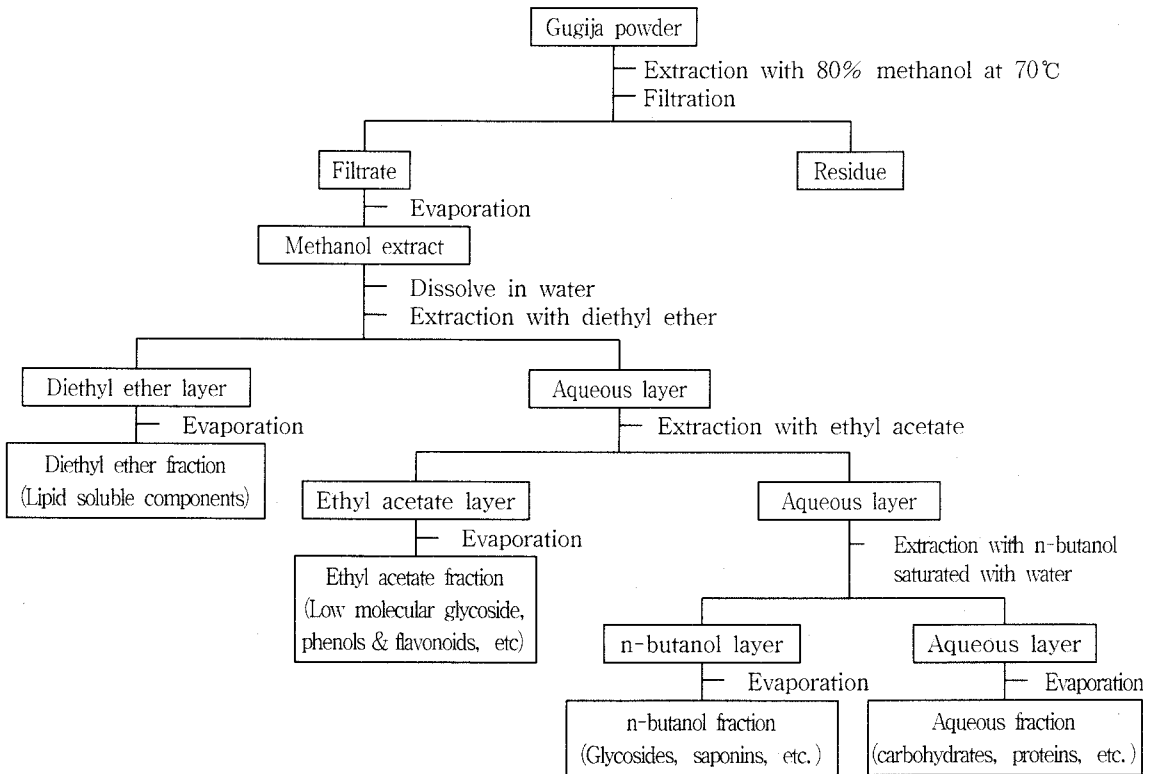 Gugija powder
Extraction with 80% methanol at 70℃
Filtration
Filtrate
Residue
Evaporation
Methanol extract
Dissolve in water
Extraction with diethyl ether
Diethyl ether layer
Aqueous layer
Evaporation
Extraction with ethyl acetate
Diethyl ether fraction
(Lipid soluble components)
Ethyl acetate layer
Aqueous layer
Evaporation
Extraction with n-butanol
saturated with water
Ethyl acetate fraction
(Low molecular glycoside,
phenols & flavonoids, etc)
n-butanol layer
Aqueous layer
Evaporation
Evaporation
n-butanol fraction
(Glycosides, saponins, etc.)
Aqueous fraction
(carbohydrates, proteins, etc.)